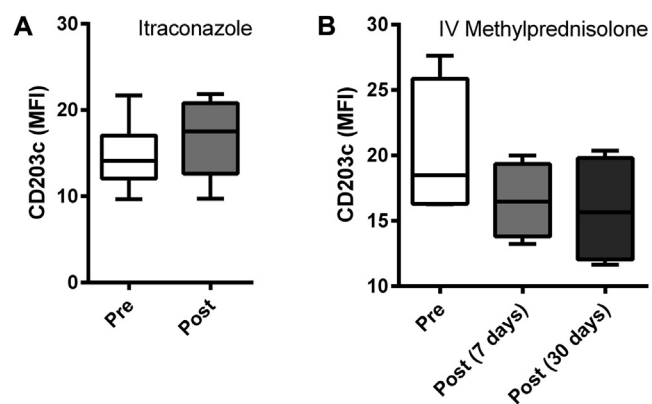 A
Itraconazole
CD203c (MFI)
30
20
10
0
Pre
Post
B
IV Methylprednisolone
CD203c (MFI)
30
25
20
15
10
Pre
Post (7 days)
Post (30 days)